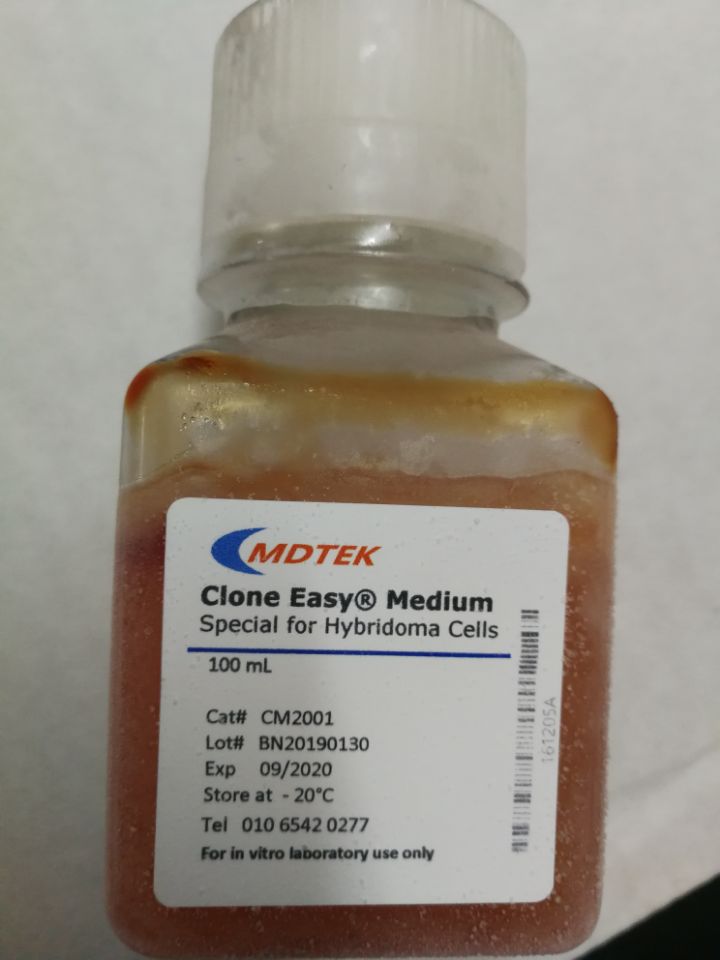 MDTEK
Clone Easy® Medium
Special for Hybridoma Cells
100 mL
Cat# CM2001
Lot# BN20190130
Exp 09/2020
Store at - 20°C
Tel 010 6542 0277
For in vitro laboratory use only
161205A